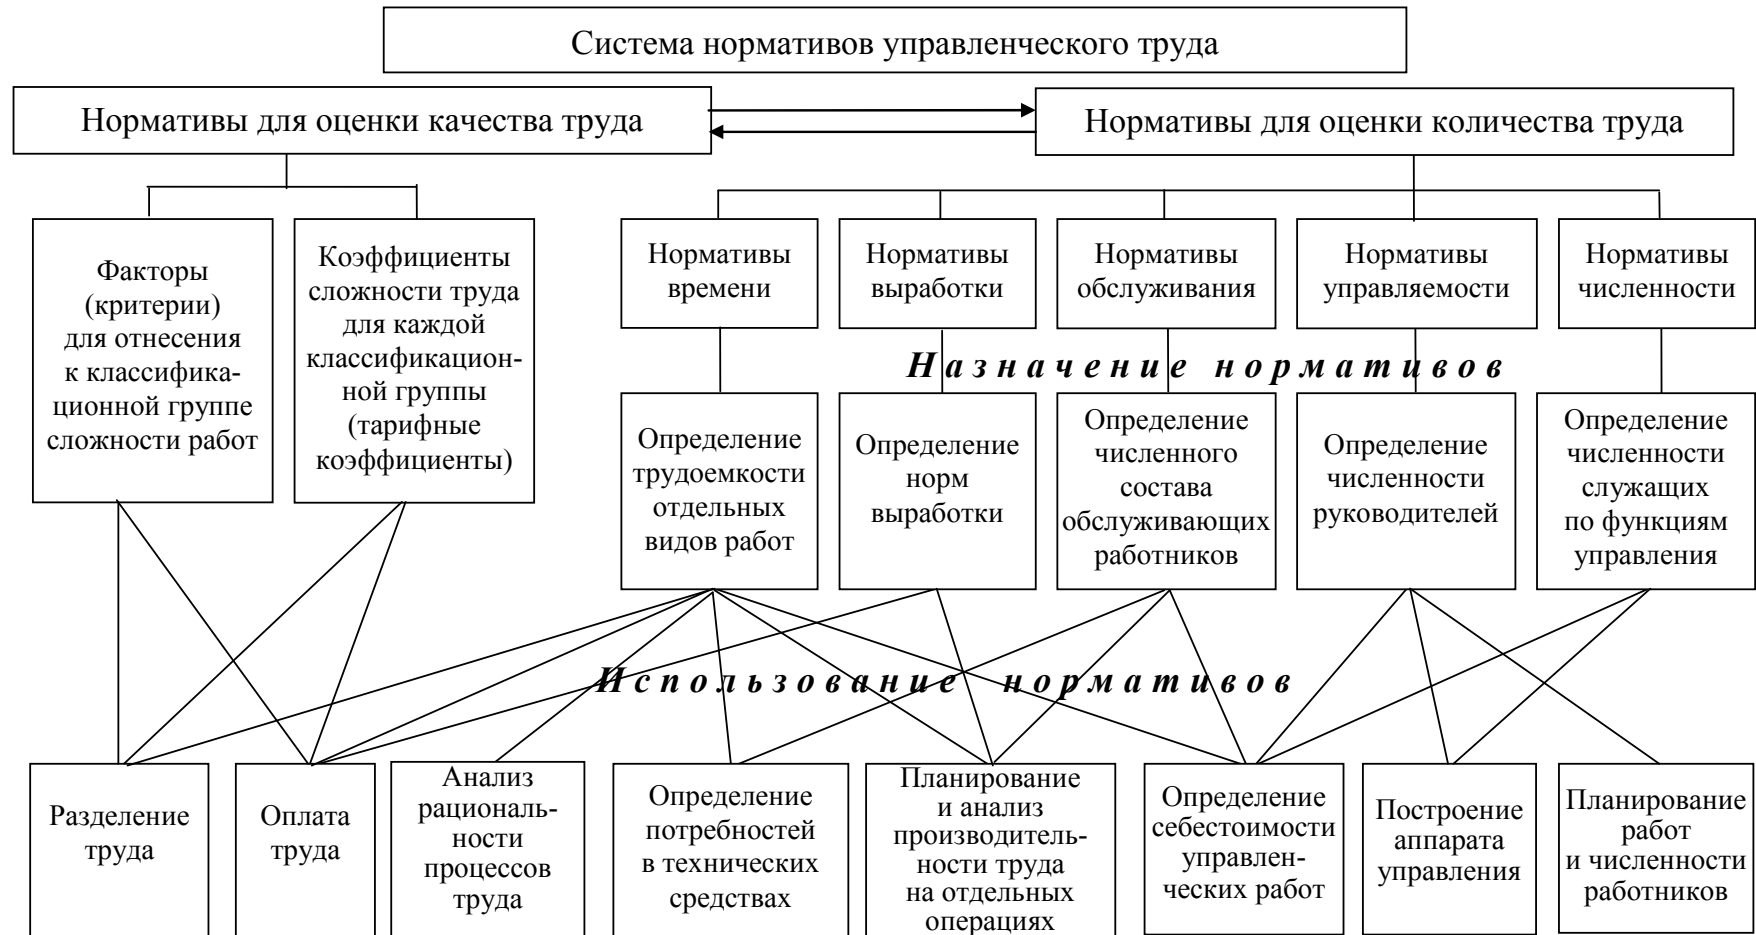 Система нормативов управленческого труда
Нормативы для оценки качества труда
Нормативы для оценки количества труда
Факторы
(критерии)
для отнесения
к классифика-
ционной группе
сложности работ
Коэффициенты
сложности труда
для каждой
классификацион-
ной группы
(тарифные
коэффициенты)
Нормативы
времени
Нормативы
выработки
Нормативы
обслуживания
Нормативы
управляемости
Нормативы
численности
Назначение нормативов
Определение
трудоемкости
отдельных
видов работ
Определение
норм
выработки
Определение
численного
состава
обслуживающих
работников
Определение
численности
руководителей
Определение
численности
служащих
по функциям
управления
Использование нормативов
Разделение
труда
Оплата
труда
Анализ
рациональ-
ности
процессов
труда
Определение
потребностей
в технических
средствах
Планирование
и анализ
производитель-
ности труда
на отдельных
операциях
Определение
себестоимости
управлен-
ческих работ
Построение
аппарата
управления
Планирование
работ
и численности
работников